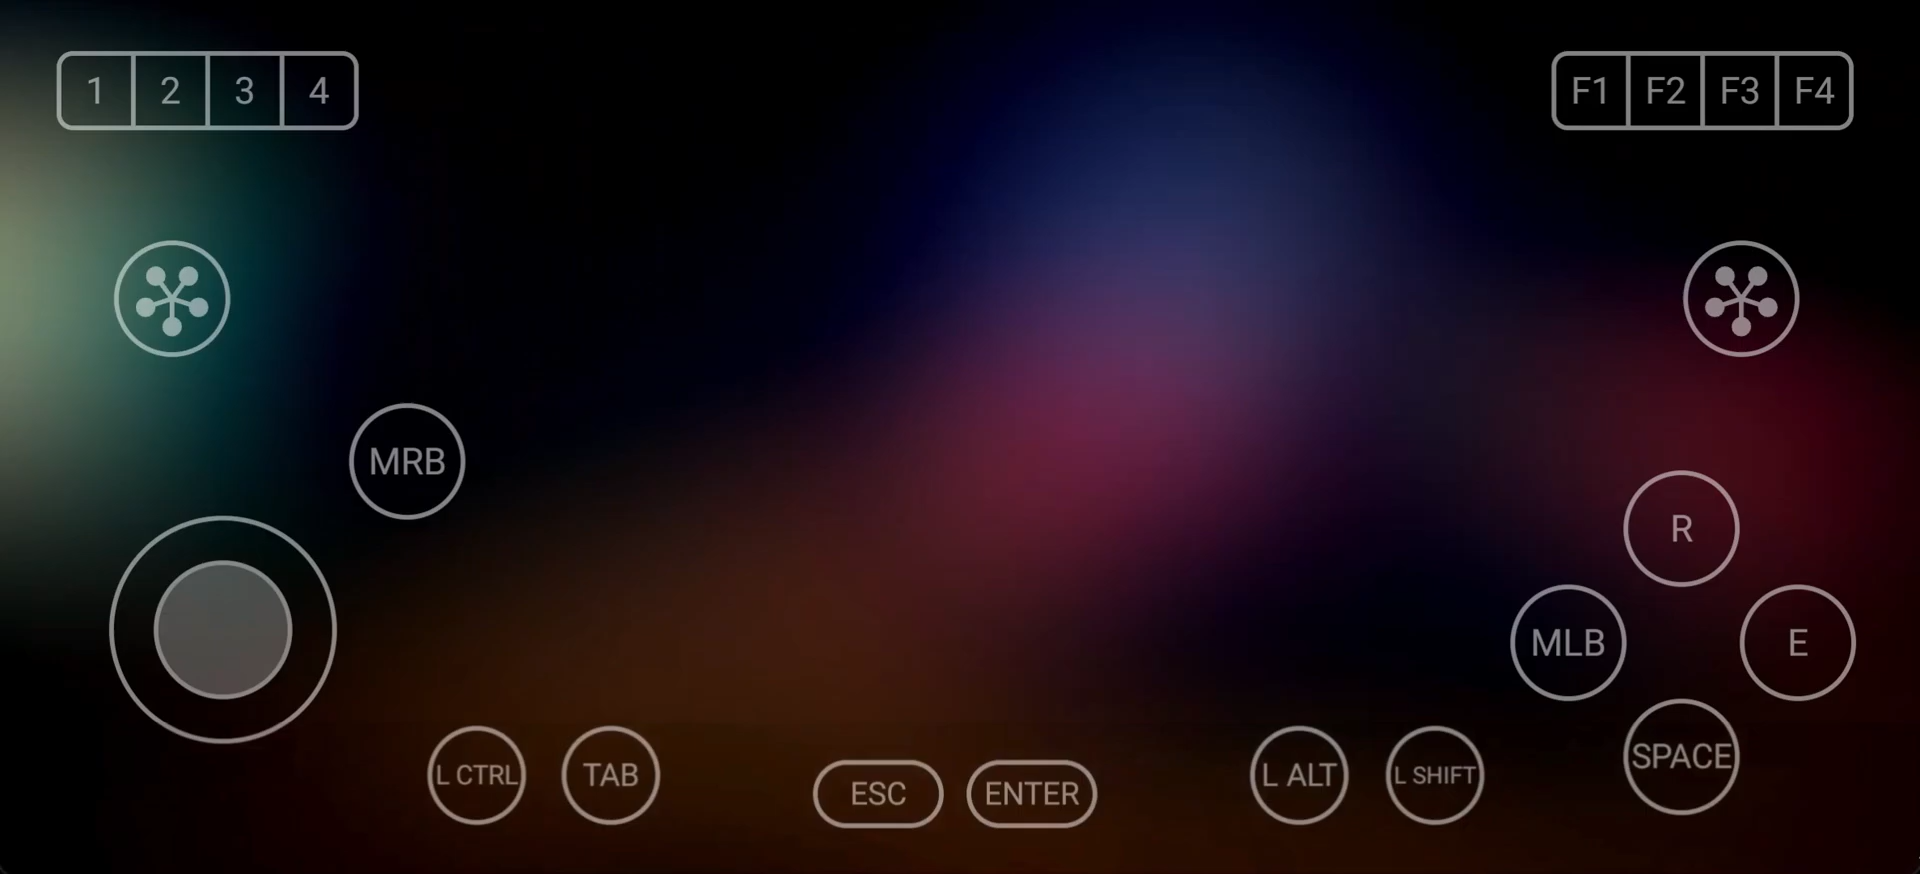 1 2 3 4
F1 F2 F3 F4
MRB
R
MLB
E
SPACE
L CTRL
TAB
ESC
ENTER
L ALT
L SHIFT